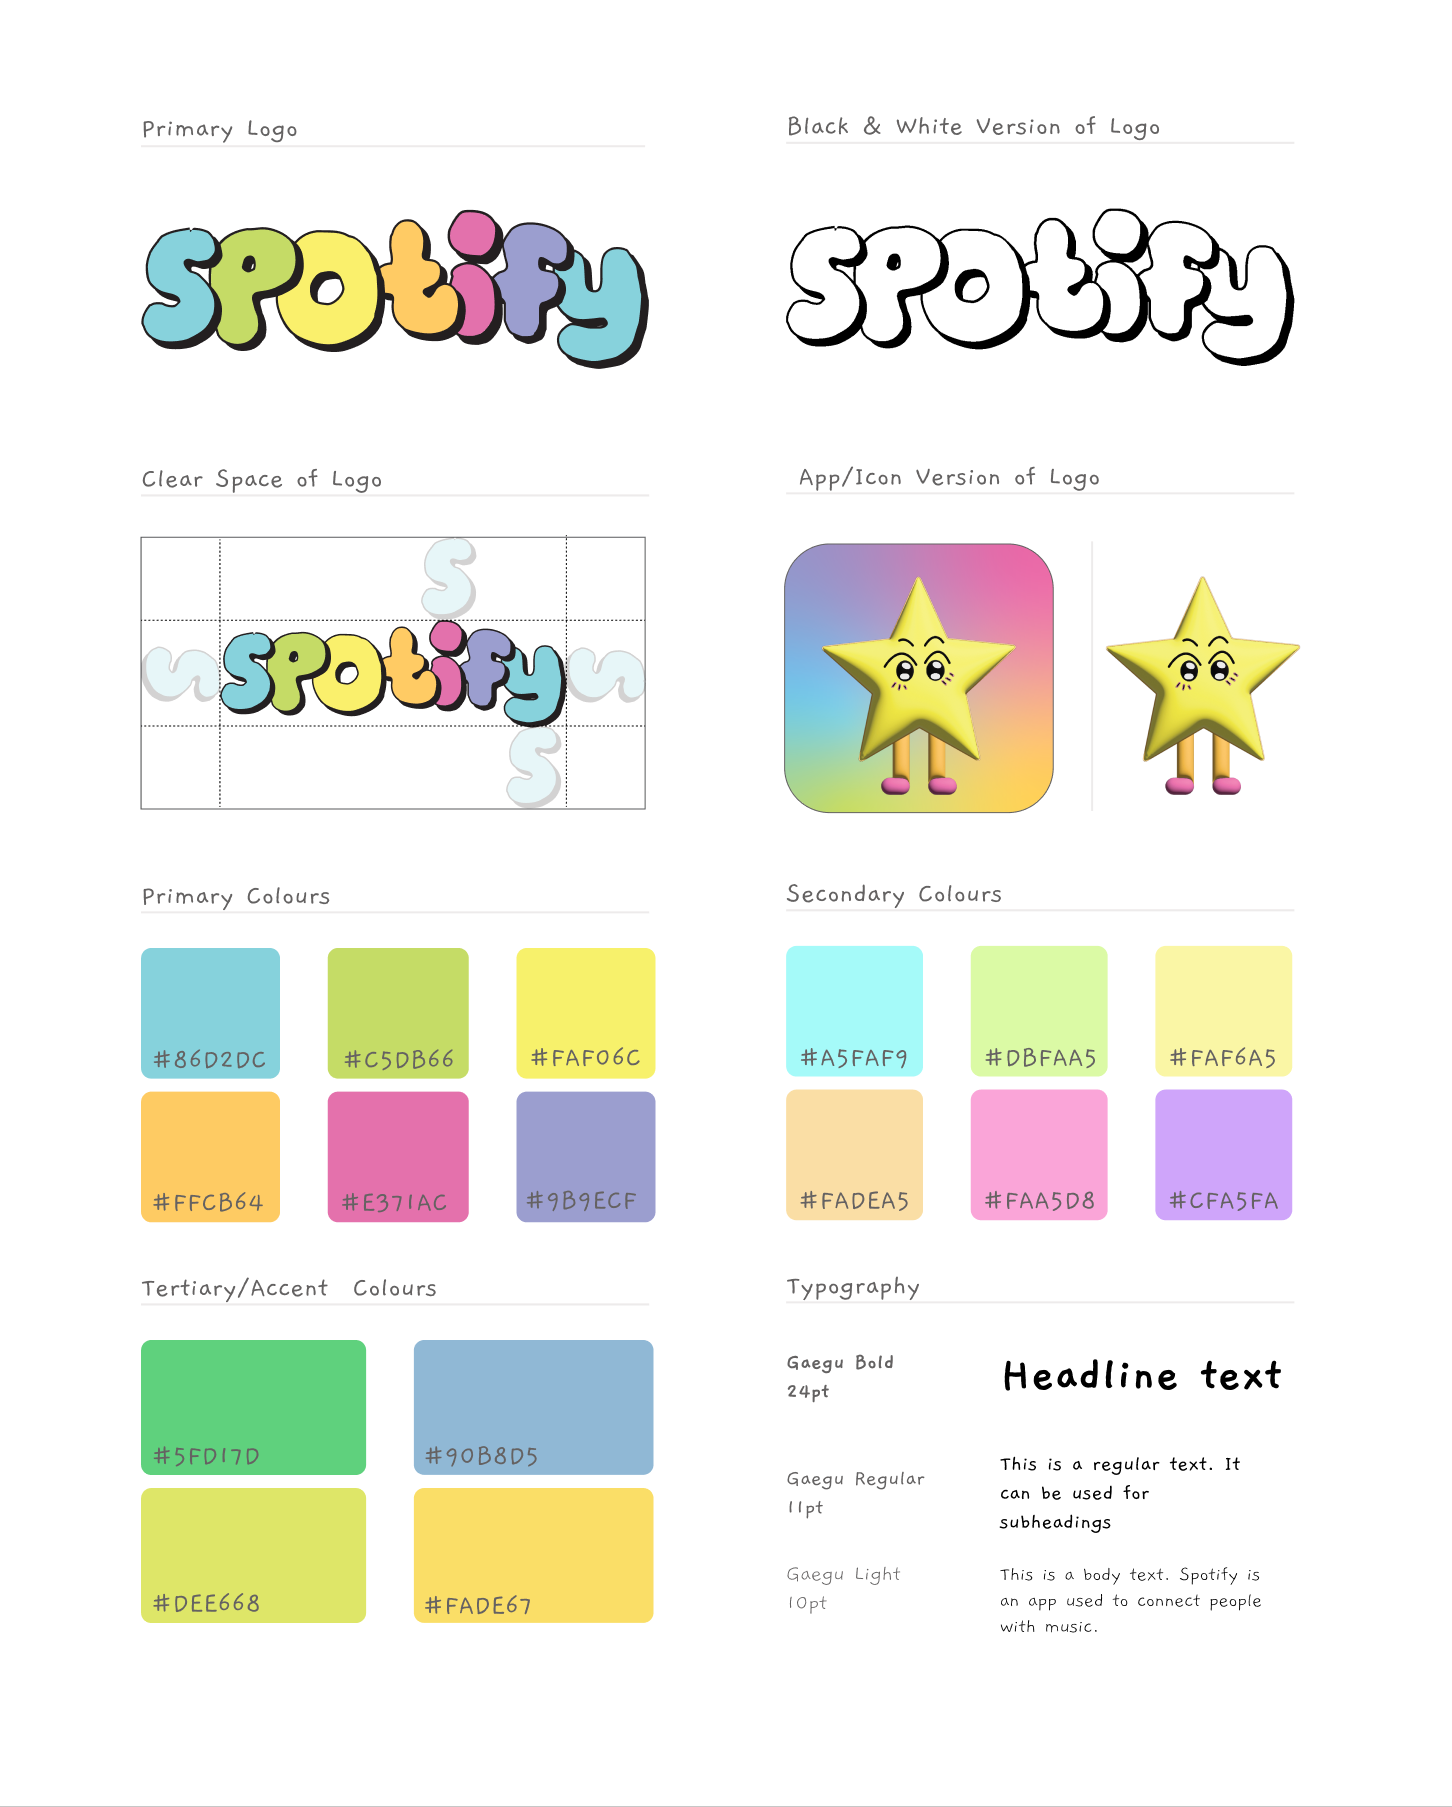 Primary Logo
Black & White Version of Logo
SPOtify
SPOtify
Clear Space of Logo
App/Icon Version of Logo
S
S
SPOtify
S
S
Primary Colours
Secondary Colours
#86D2DC
#C5DB66
#FAF06C
#A5FAF9
#DBFAA5
#FAF6A5
#FFCB64
#E371AC
#9B9ECF
#FADEA5
#FAA5D8
#CFA5FA
Tertiary/Accent Colours
Typography
#5FD17D
#90B8D5
#DEE668
#FADE67
Gaegu Bold
24pt
Headline text
Gaegu Regular
11pt
This is a regular text. It
can be used for
subheadings
Gaegu Light
10pt
This is a body text. Spotify is
an app used to connect people
with music.